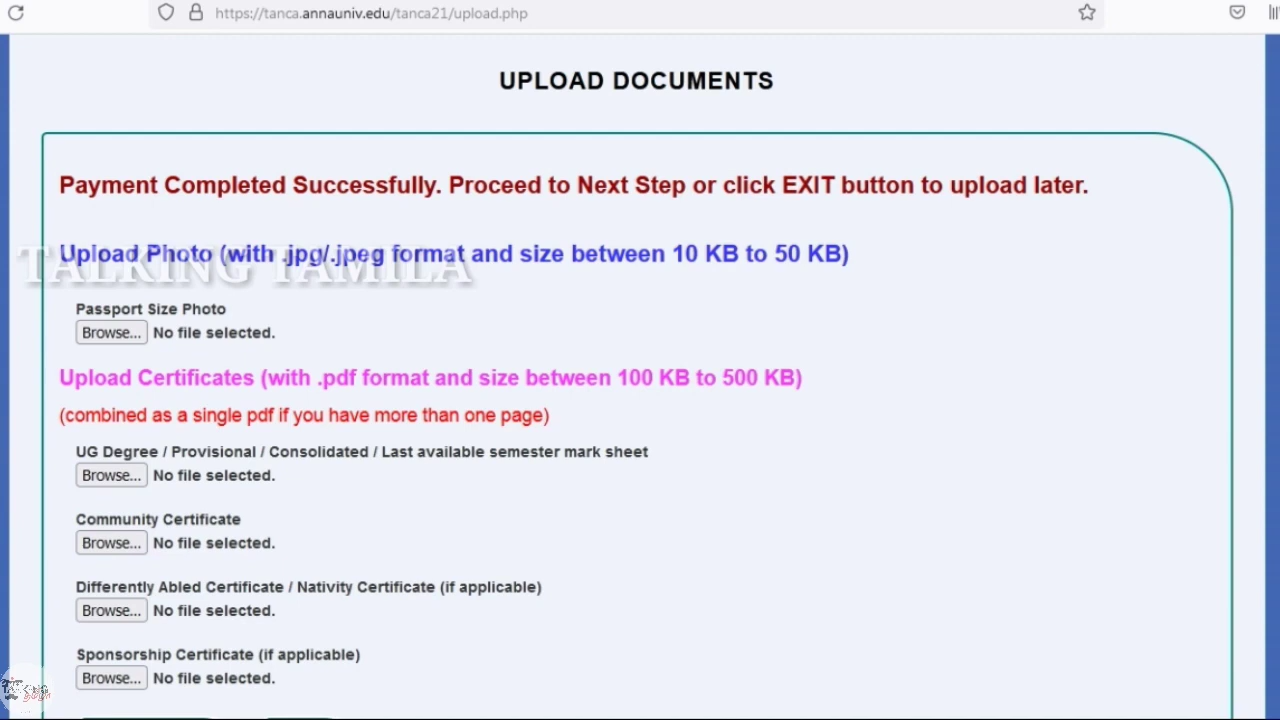 https://tanca.annauniv.edu/tanca21/upload.php
UPLOAD DOCUMENTS
Payment Completed Successfully. Proceed to Next Step or click EXIT button to upload later.
Upload Photo (with .jpg/.jpeg format and size between 10 KB to 50 KB)
TALKING TAMILA
Passport Size Photo
Browse... No file selected.
Upload Certificates (with .pdf format and size between 100 KB to 500 KB)
(combined as a single pdf if you have more than one page)
UG Degree / Provisional / Consolidated / Last available semester mark sheet
Browse... No file selected.
Community Certificate
Browse... No file selected.
Differently Abled Certificate / Nativity Certificate (if applicable)
Browse... No file selected.
Sponsorship Certificate (if applicable)
Browse... No file selected.